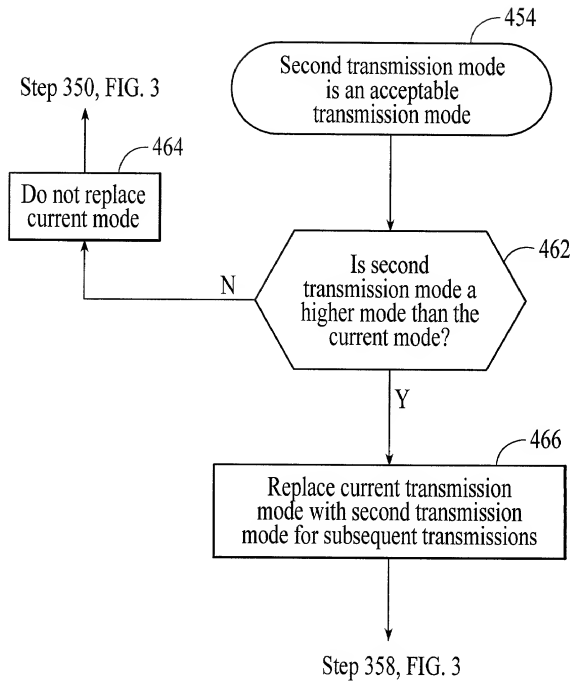 454
Second transmission mode
is an acceptable
transmission mode
Step 350, FIG. 3
464
Do not replace
current mode
462
Is second
transmission mode a
higher mode than the
current mode?
N
Y
466
Replace current transmission
mode with second transmission
mode for subsequent transmissions
Step 358, FIG. 3